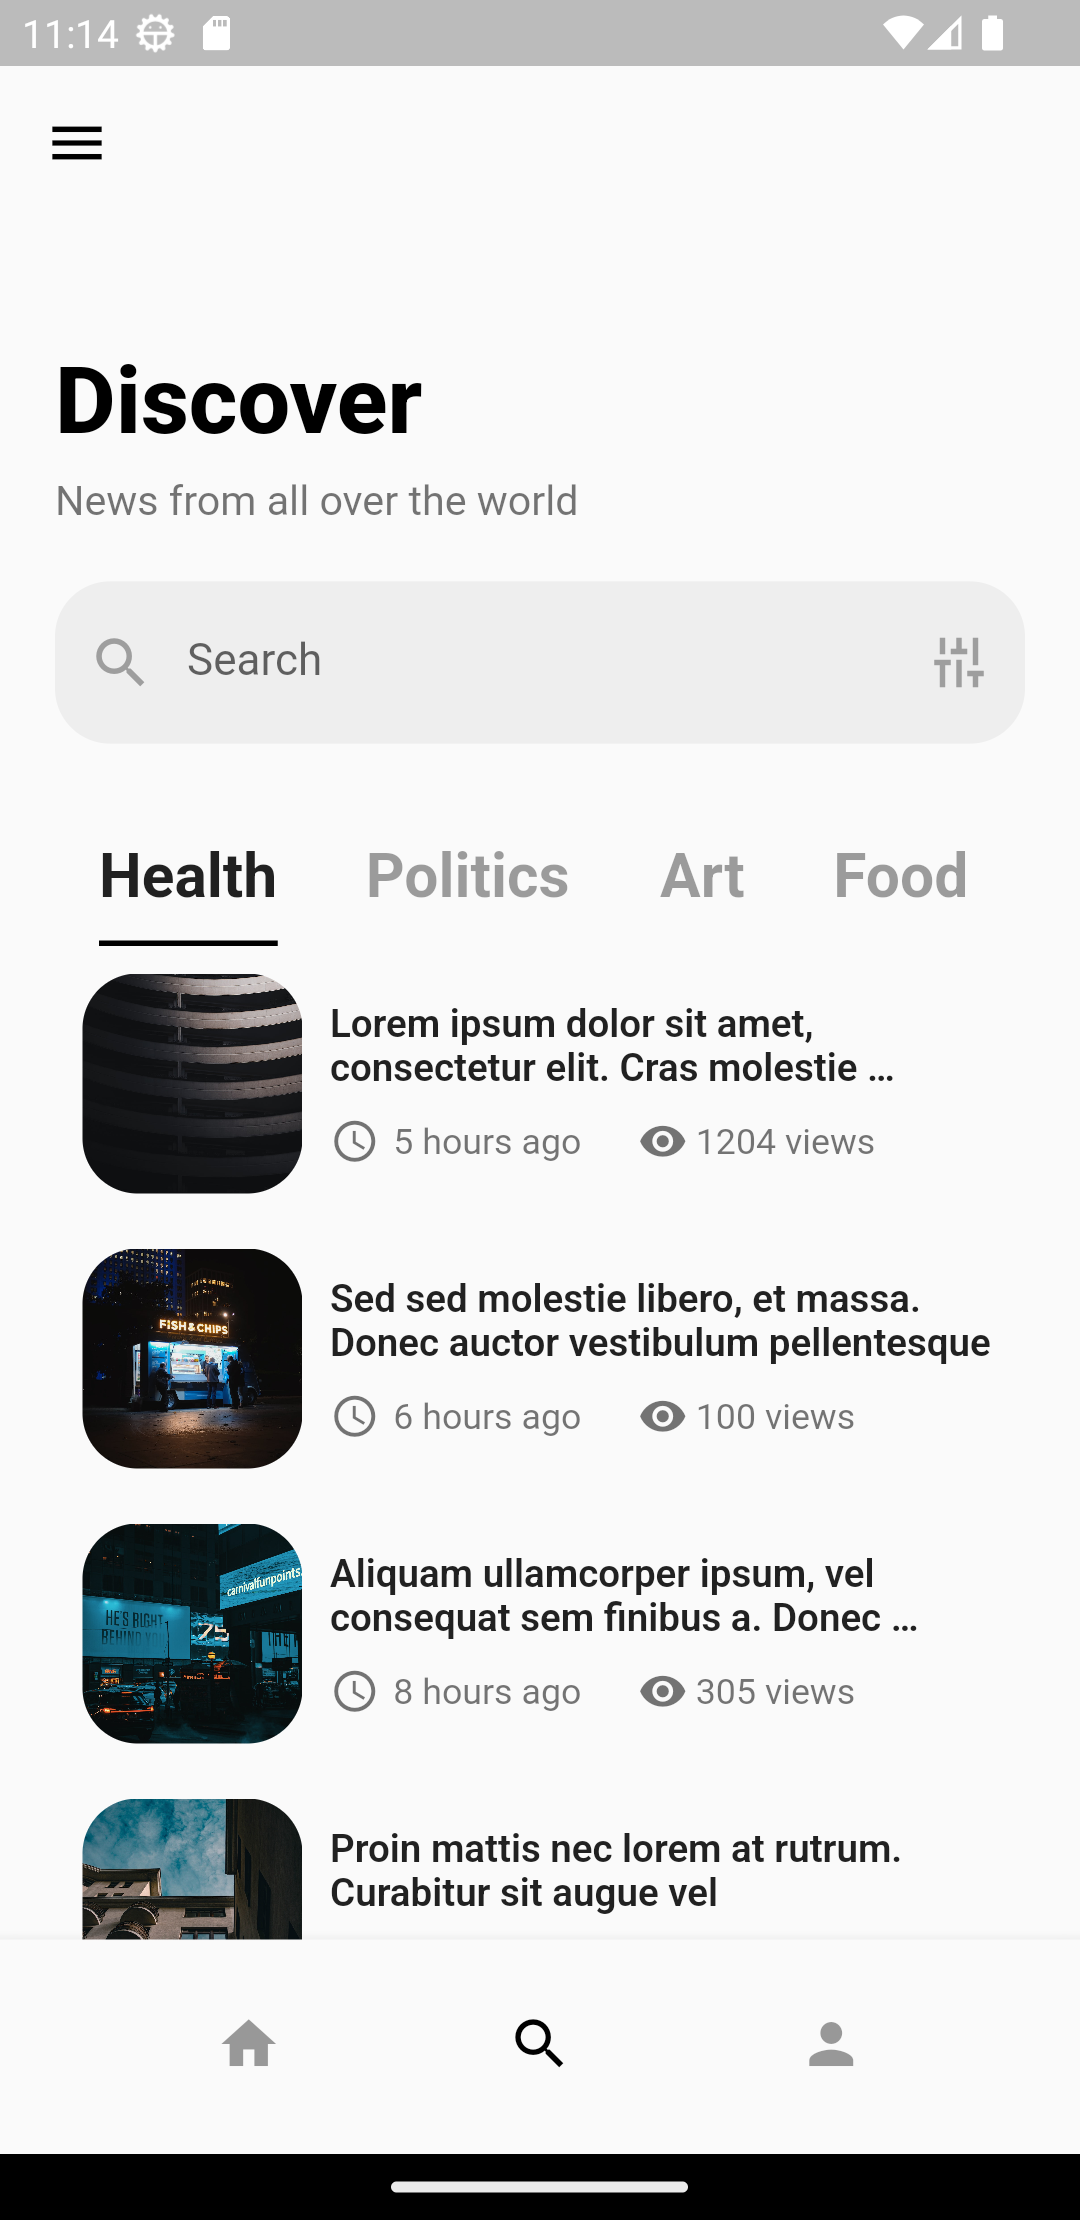 11:14
Discover
News from all over the world
Search
Health Politics Art Food
Lorem ipsum dolor sit amet,
consectetur elit. Cras molestie ...
5 hours ago 1204 views
FISH & CHIPS
Sed sed molestie libero, et massa.
Donec auctor vestibulum pellentesque
6 hours ago 100 views
carnivalfunpoints.
HE'S RIGHT
BEHIND YOU
75
Aliquam ullamcorper ipsum, vel
consequat sem finibus a. Donec ...
8 hours ago 305 views
Proin mattis nec lorem at rutrum.
Curabitur sit augue vel